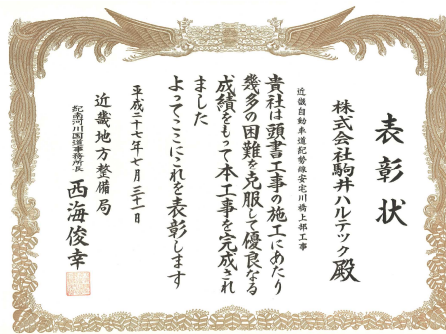 表彰状
株式会社駒井ハルテック殿
近畿自動車道紀勢線安宅川橋上部工事
貴社は頭書工事の施工にあたり
幾多の困難を克服して優良なる
成績をもって本工事を完成され
ました
よってここにこれを表彰します
平成二十七年七月三十一日
近畿地方整備局
紀南河川国道事務所長
西海俊幸